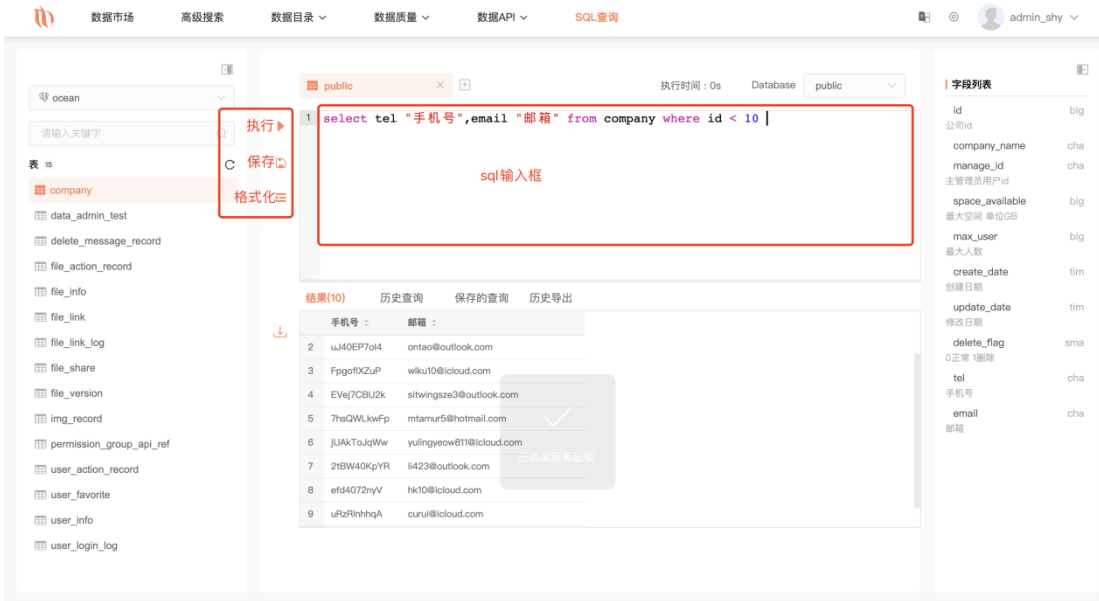 数据市场 高级搜索 数据目录 数据质量 数据API SQL查询 admin_shy
ocean
请输入关键字
表 15
company
data_admin_test
delete_message_record
file_action_record
file_info
file_link
file_link_log
file_share
file_version
img_record
permission_group_api_ref
user_action_record
user_favorite
user_info
user_login_log
执行
保存
格式化
public 执行时间：0s Database public
1 select tel "手机号",email "邮箱" from company where id < 10
sql输入框
结果(10) 历史查询 保存的查询 历史导出
手机号 邮箱
2 uJ40EP7ol4 ontao@outlook.com
3 FpgoflXZuP wlku10@icloud.com
4 EVej7CBU2k sitwingsze3@outlook.com
5 7hsQWLkwFp mtamur5@hotmail.com
6 jUAkToJqWw yulingyeow811@icloud.com
7 2tBW40KpYR li423@outlook.com
8 efd4072nyV hk10@icloud.com
9 uRzRlnhhqA curui@icloud.com
已添加到剪贴板
字段列表
id big
公司id
company_name cha
manage_id cha
主管理员用户id
space_available big
最大空间 单位GB
max_user big
最大人数
create_date tim
创建日期
update_date tim
修改日期
delete_flag sma
0正常 1删除
tel cha
手机号
email cha
邮箱